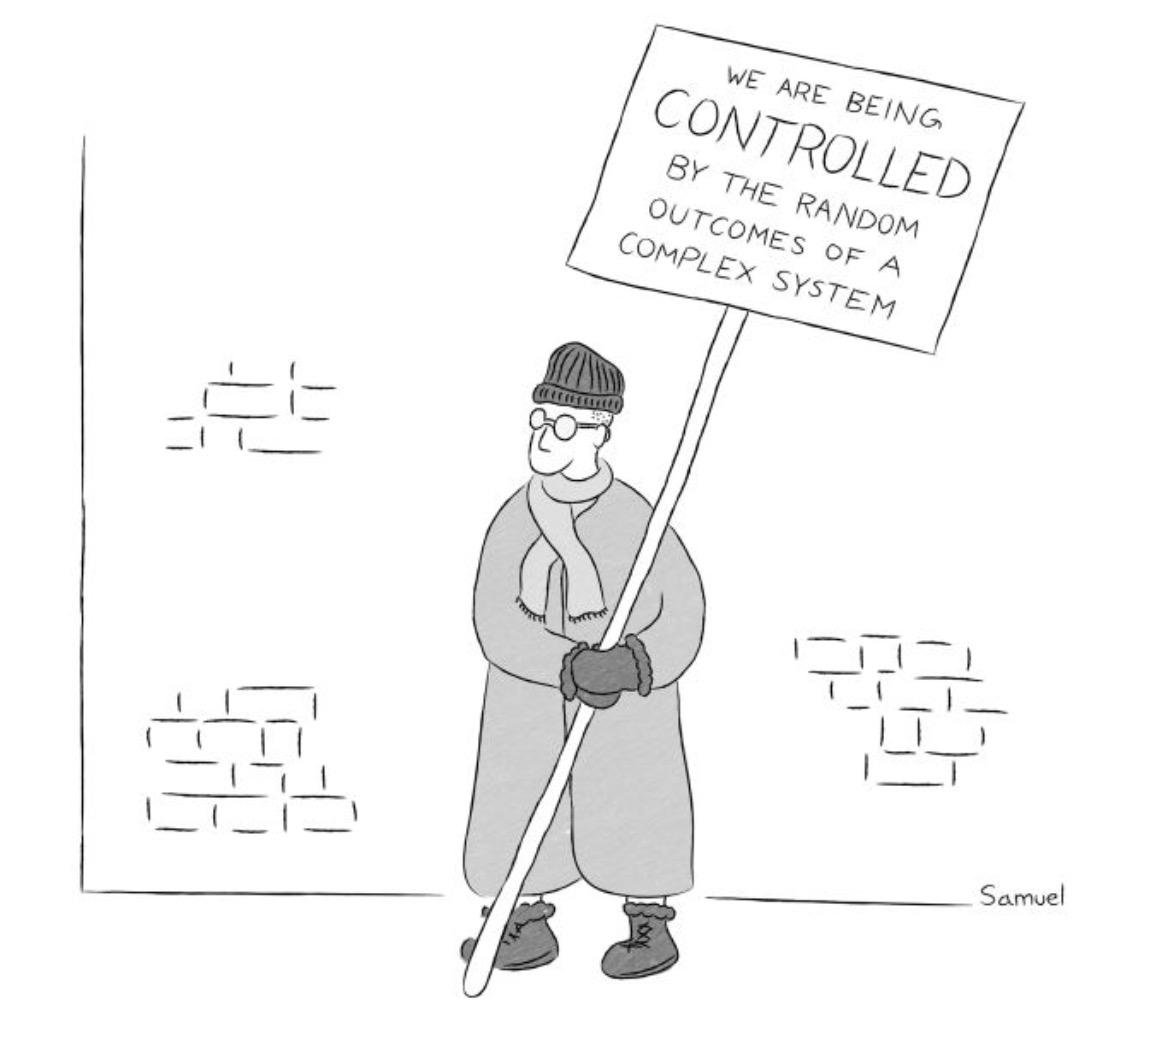 WE ARE BEING
CONTROLLED
BY THE RANDOM
OUTCOMES OF A
COMPLEX SYSTEM
Samuel